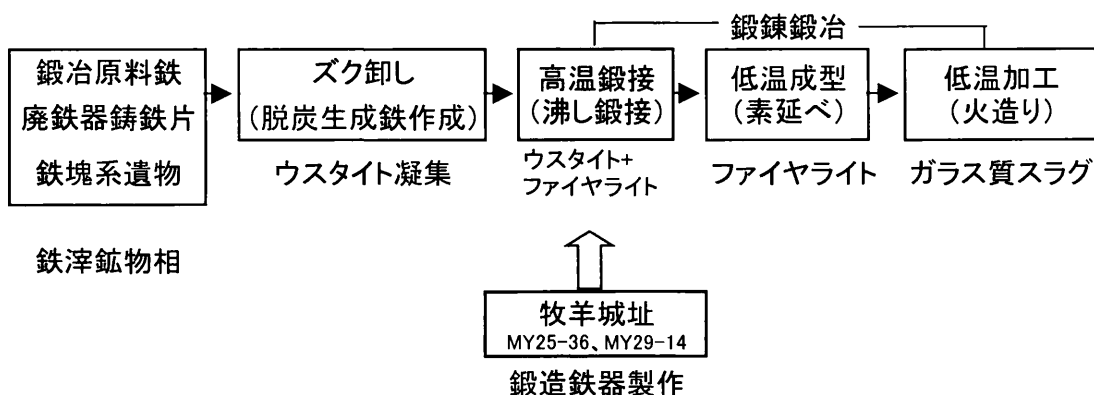 鍛錬鍛冶
鍛冶原料鉄
廃鉄器鋳鉄片
鉄塊系遺物
ズク卸し
(脱炭生成鉄作成)
高温鍛接
(沸し鍛接)
低温成型
(素延べ)
低温加工
(火造り)
ウスタイト凝集
ウスタイト+
ファイヤライト
ファイヤライト
ガラス質スラグ
鉄滓鉱物相
牧羊城址
MY25-36、MY29-14
鍛造鉄器製作